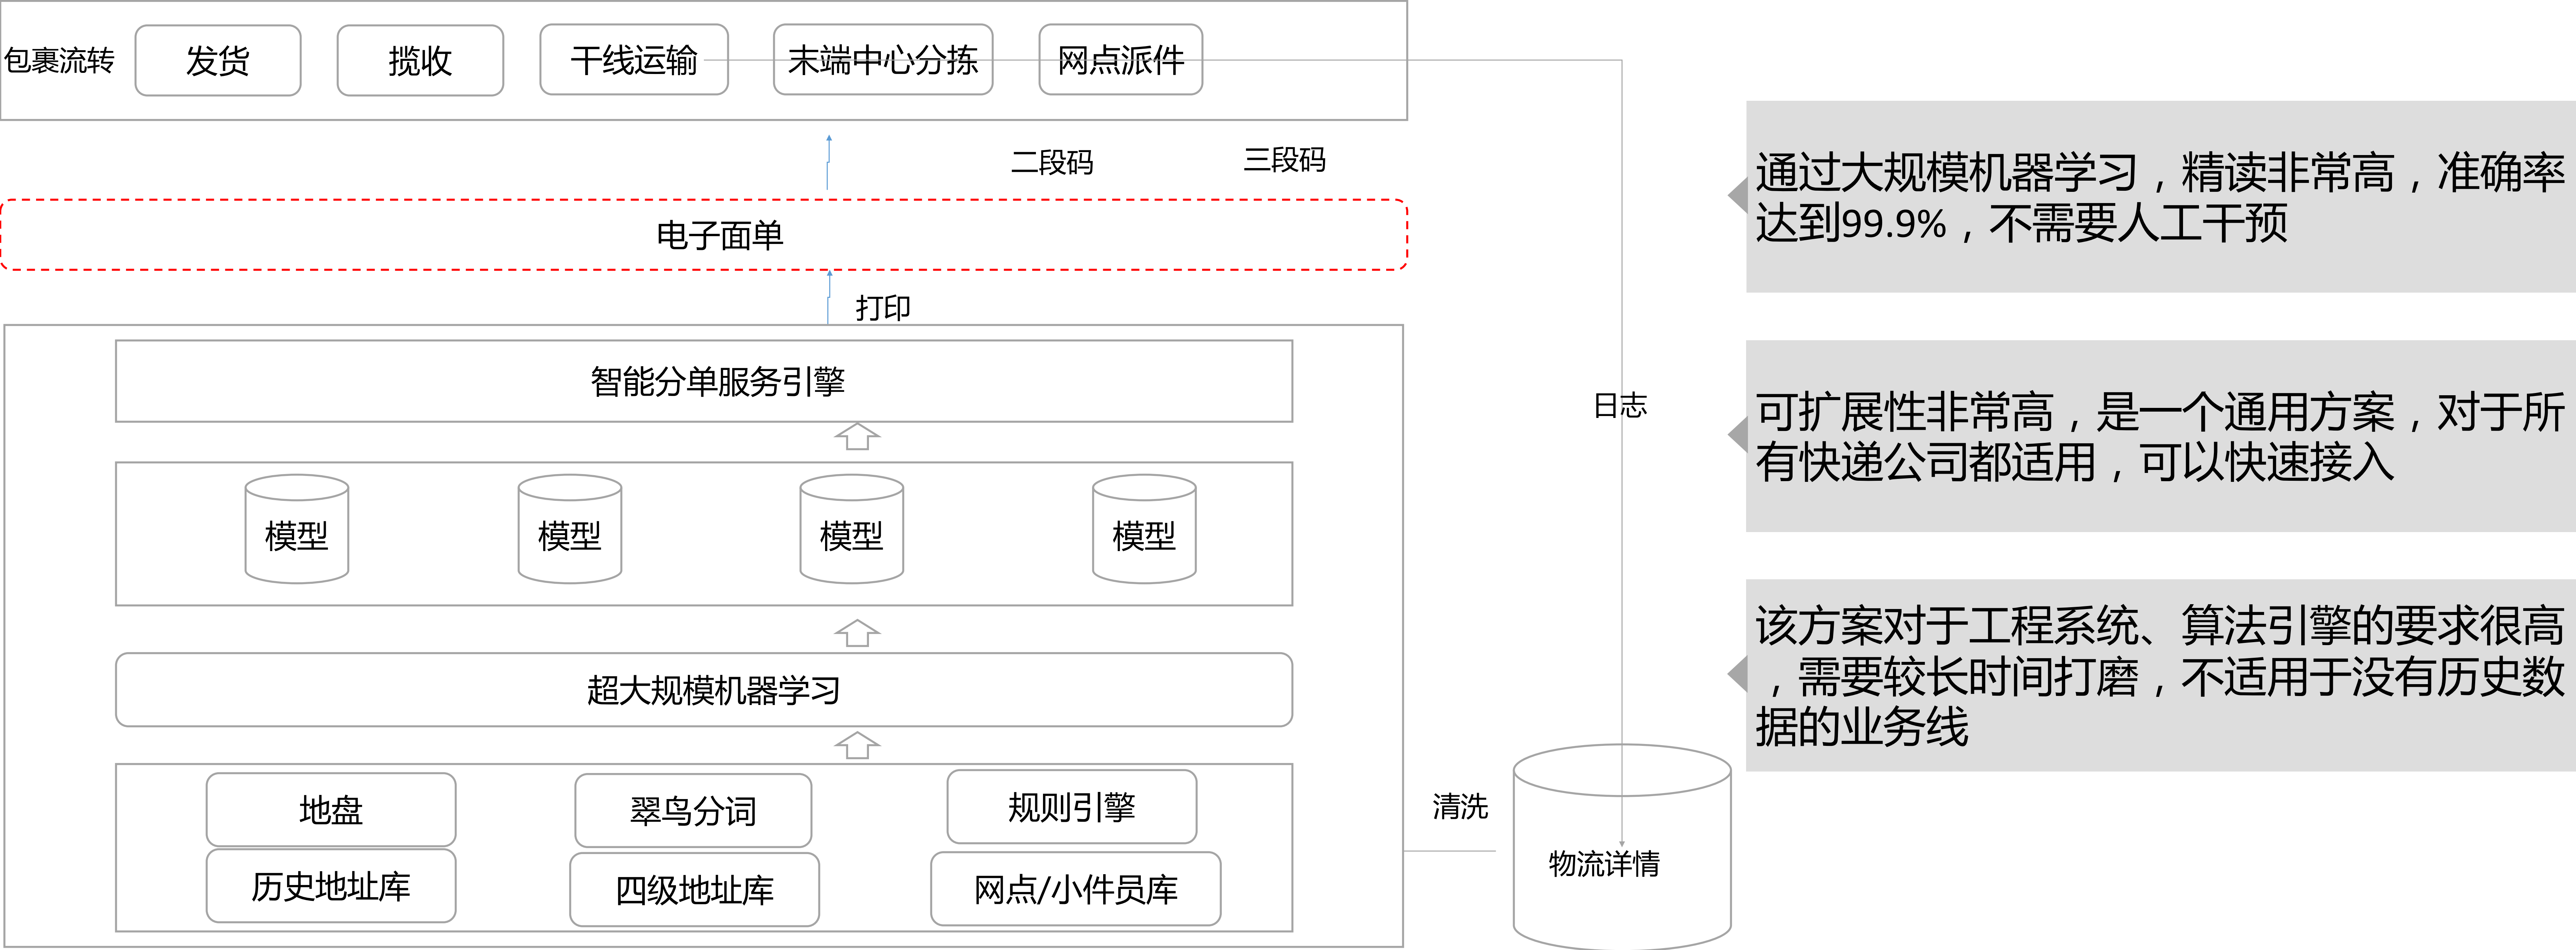 包裹流转
发货
揽收
干线运输
末端中心分拣
网点派件
二段码
三段码
电子面单
打印
智能分单服务引擎
模型
模型
模型
模型
超大规模机器学习
地盘
翠鸟分词
规则引擎
历史地址库
四级地址库
网点/小件员库
日志
清洗
物流详情
通过大规模机器学习，精读非常高，准确率
达到99.9%，不需要人工干预
可扩展性非常高，是一个通用方案，对于所
有快递公司都适用，可以快速接入
该方案对于工程系统、算法引擎的要求很高
，需要较长时间打磨，不适用于没有历史数
据的业务线